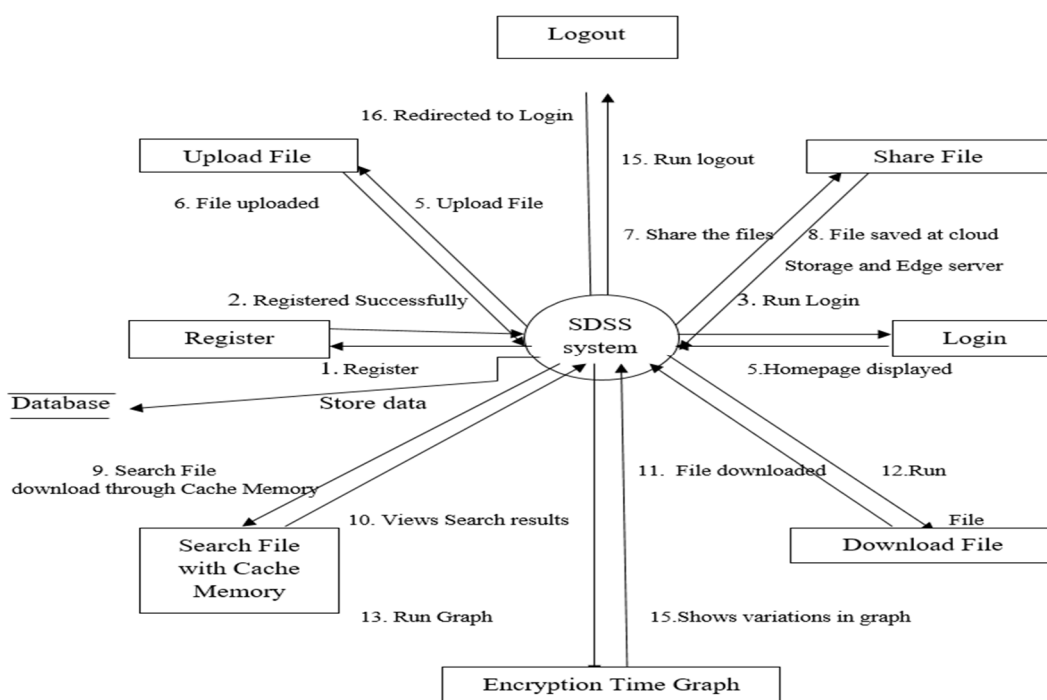 Logout
16. Redirected to Login
Upload File
15. Run logout
Share File
6. File uploaded
5. Upload File
7. Share the files
8. File saved at cloud
Storage and Edge server
2. Registered Successfully
3. Run Login
Register
SDSS
system
Login
1. Register
5.Homepage displayed
Database
Store data
9. Search File
download through Cache Memory
11. File downloaded
12.Run
File
10. Views Search results
Search File
with Cache
Memory
Download File
13. Run Graph
15.Shows variations in graph
Encryption Time Graph